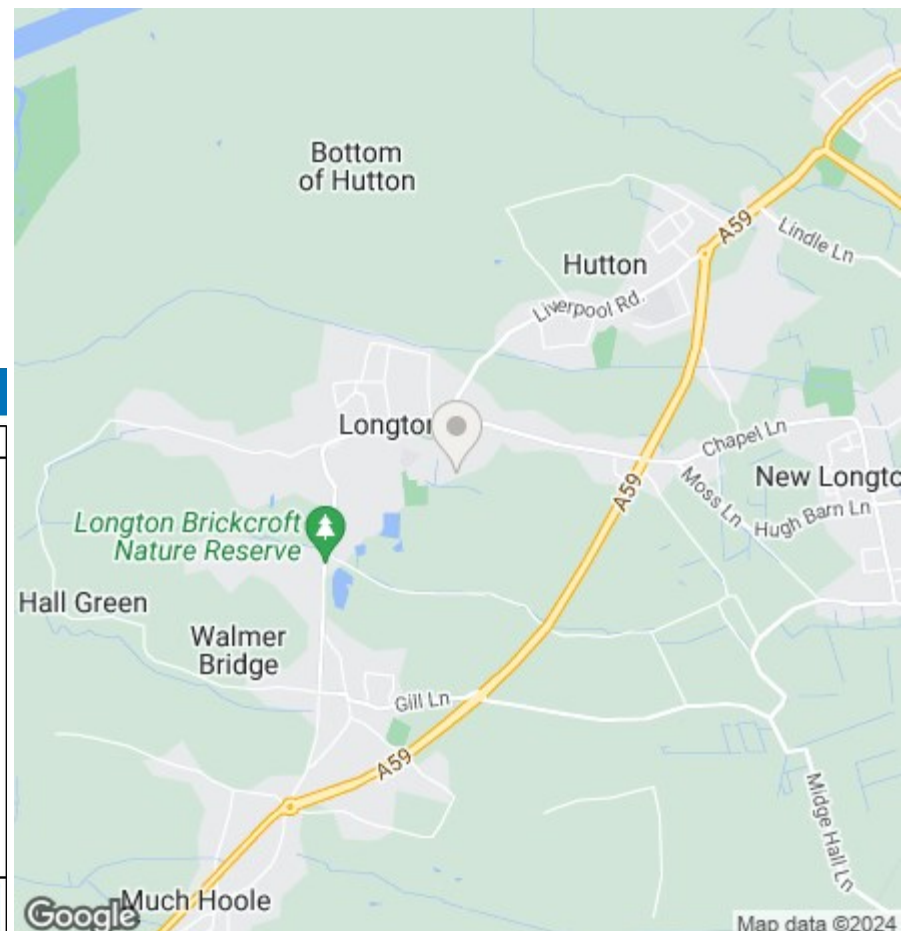 Bottom
of Hutton
A59
Lindle Ln
Hutton
Liverpool Rd.
Longton
Chapel Ln
A59
Moss Ln
New Longto
Hugh Barn Ln
Longton Brickcroft
Nature Reserve
Hall Green
Walmer
Bridge
Gill Ln
A59
Midge Hall Ln
Much Hoole
Google
Map data ©2024